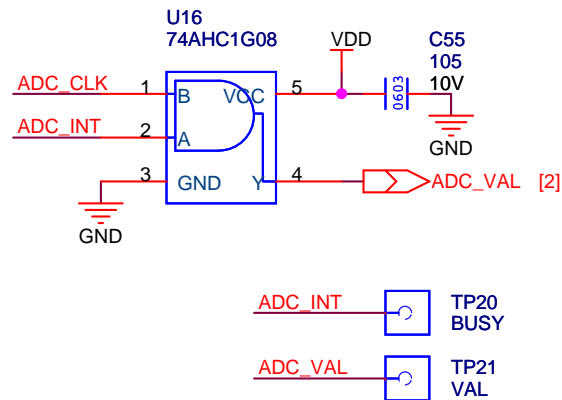 U16
74AHC1G08
VDD
C55
105
10V
0603
ADC_CLK
1
B
VCC
5
ADC_INT
2
A
GND
3
GND
Y
4
ADC_VAL [2]
GND
ADC_INT
TP20
BUSY
ADC_VAL
TP21
VAL